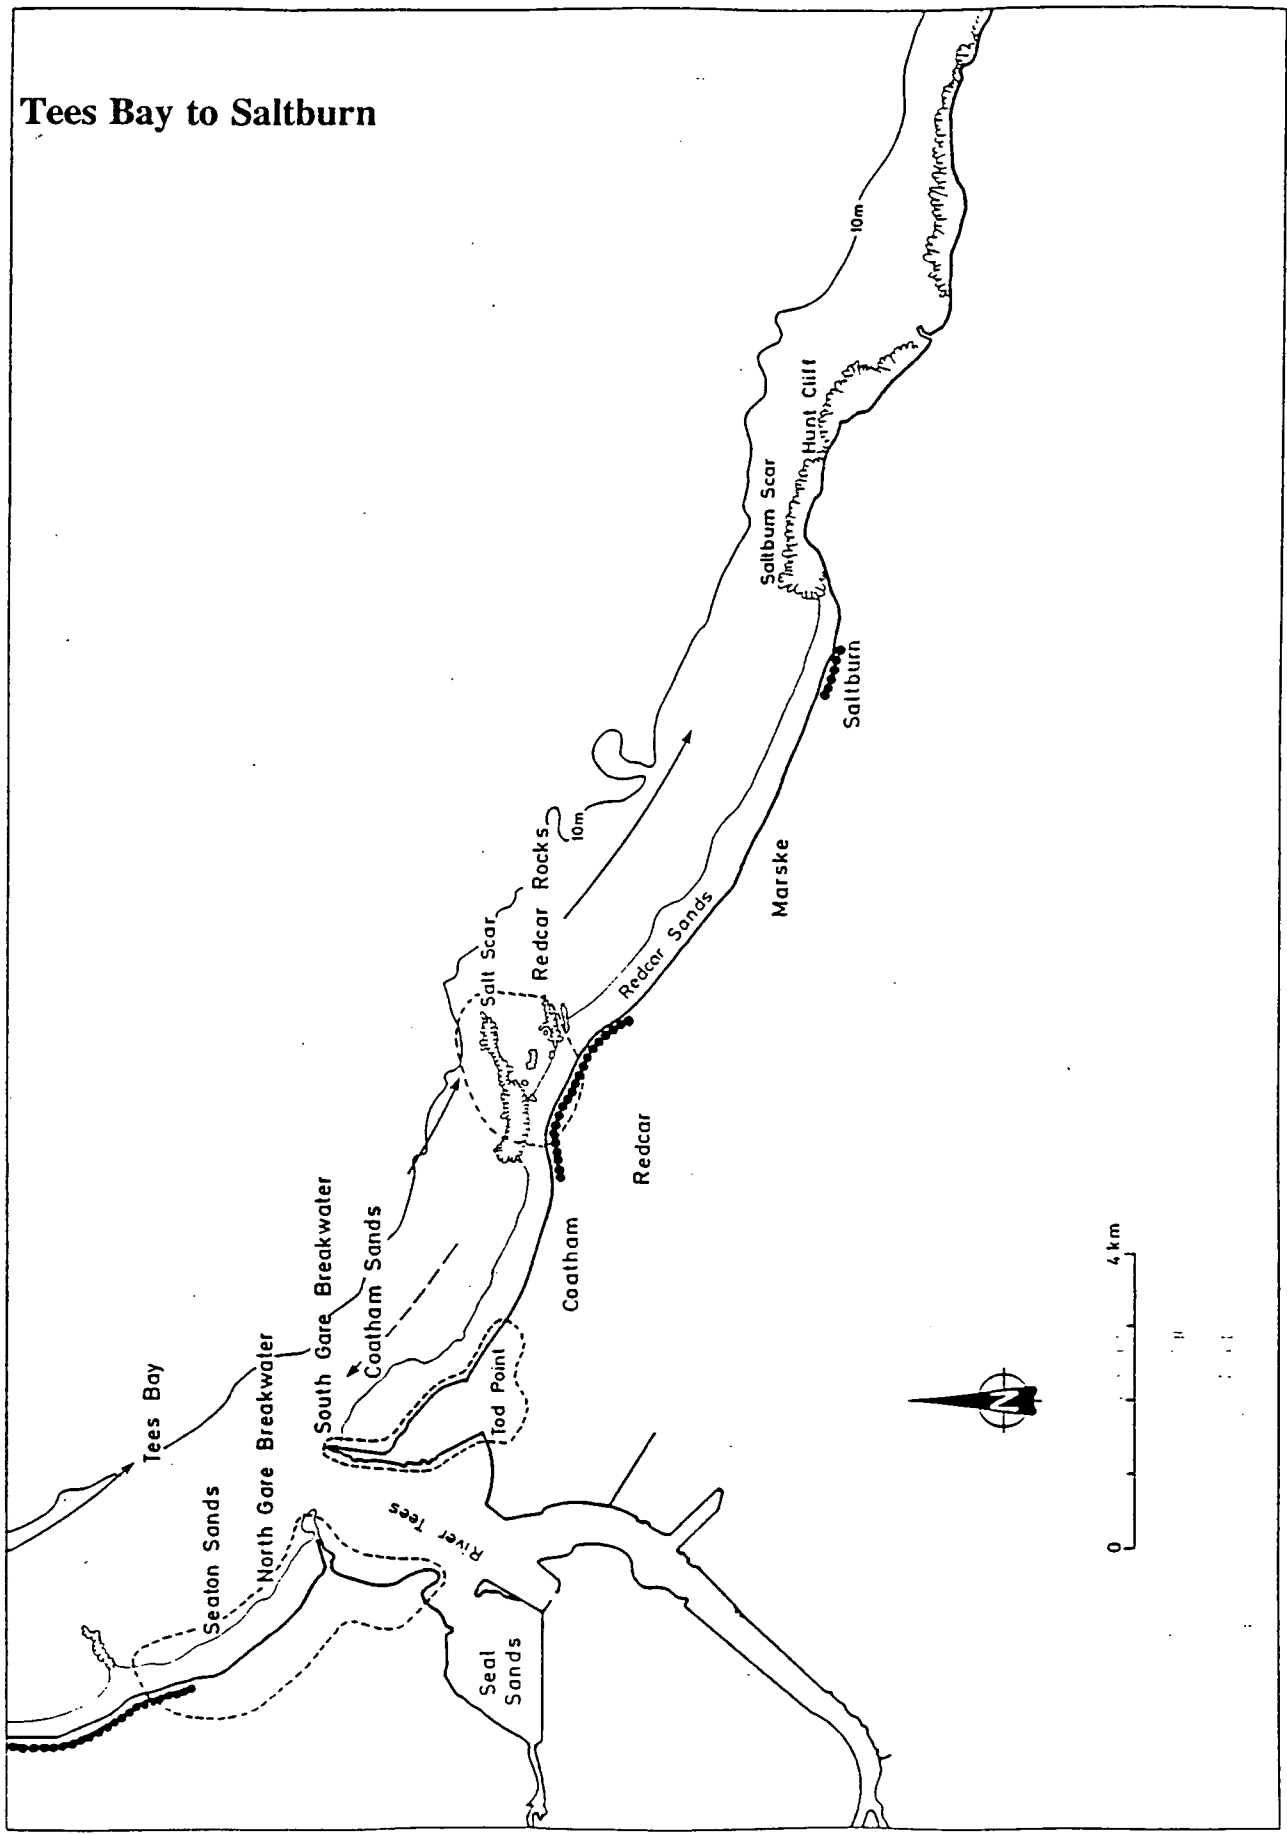 Tees Bay to Saltburn
Tees Bay
Seaton Sands
North Gare Breakwater
South Gare Breakwater
Coatham Sands
River Tees
Tod Point
Seal
Sands
Coatham
Redcar
Salt Scar
Redcar Rocks
10m
Redcar Sands
Marske
Saltburn
Saltburn Scar
Hunt Cliff
10m
N
0
4 km